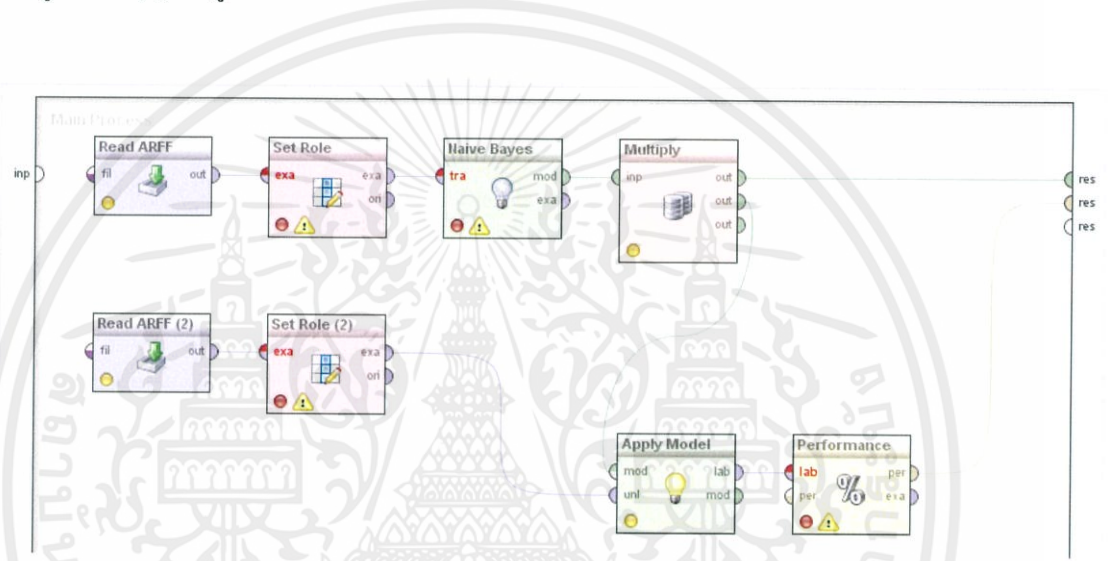 Main Process
Read ARFF
Set Role
Naive Bayes
Multiply
inp
fil
out
exa
exa
ori
tra
mod
exa
inp
out
out
out
res
res
res
Read ARFF (2)
Set Role (2)
fil
out
exa
exa
ori
Apply Model
Performance
mod
lab
unl
mod
lab
per
per
exa
%